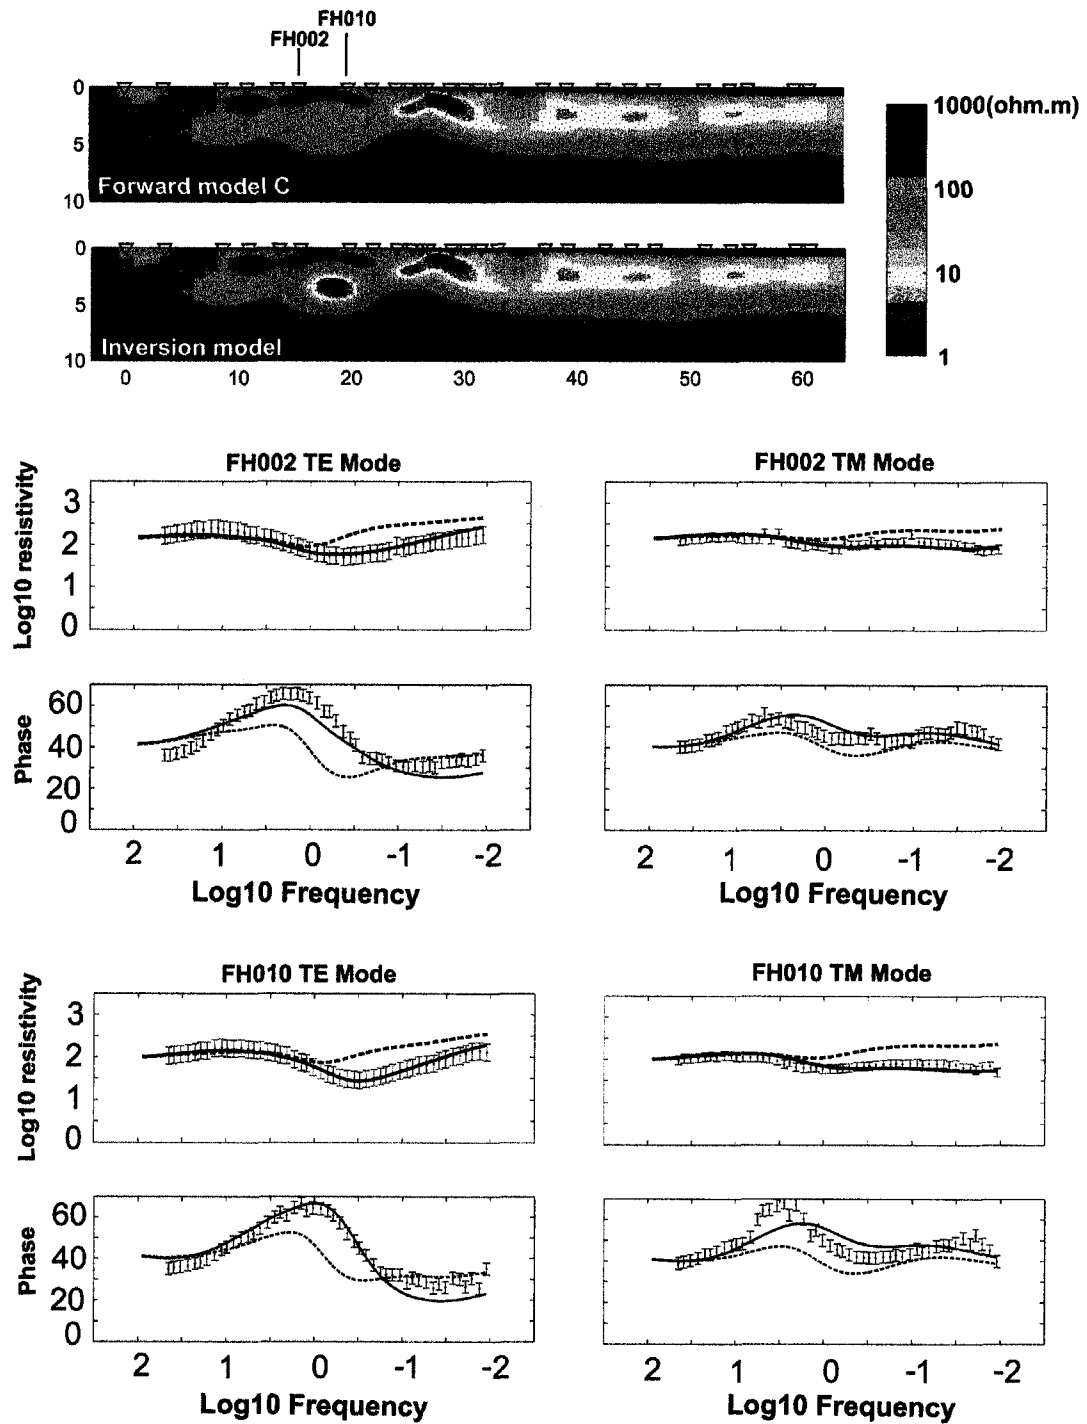 FH010
FH002
0
5
10
Forward model C
1000(ohm.m)
100
10
1
0
5
10
Inversion model
0 10 20 30 40 50 60
FH002 TE Mode
FH002 TM Mode
Log10 resistivity
3
2
1
0
Phase
60
40
20
0
2 1 0 -1 -2
Log10 Frequency
2 1 0 -1 -2
Log10 Frequency
FH010 TE Mode
FH010 TM Mode
Log10 resistivity
3
2
1
0
Phase
60
40
20
0
2 1 0 -1 -2
Log10 Frequency
2 1 0 -1 -2
Log10 Frequency